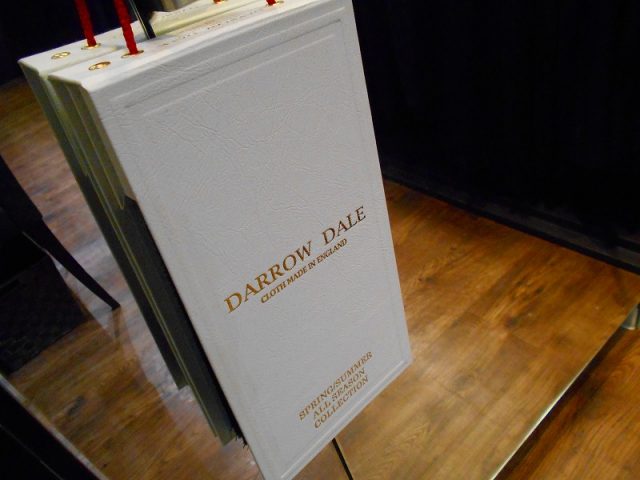 DARROW DALE
CLOTH MADE IN ENGLAND
SPRING/SUMMER
ALL SEASON
COLLECTION